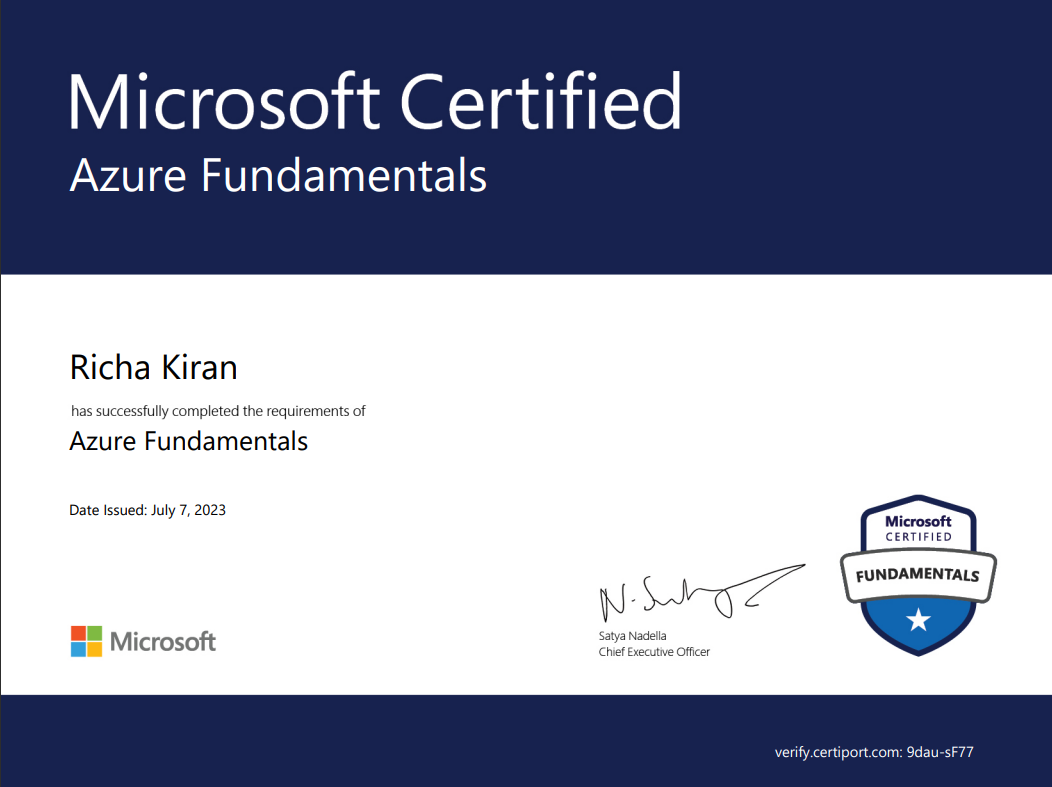 Microsoft Certified
Azure Fundamentals
Richa Kiran
has successfully completed the requirements of
Azure Fundamentals
Date Issued: July 7, 2023
Microsoft
CERTIFIED
FUNDAMENTALS
N. Satya
Satya Nadella
Chief Executive Officer
Microsoft
verify.certiport.com: 9dau-sF77